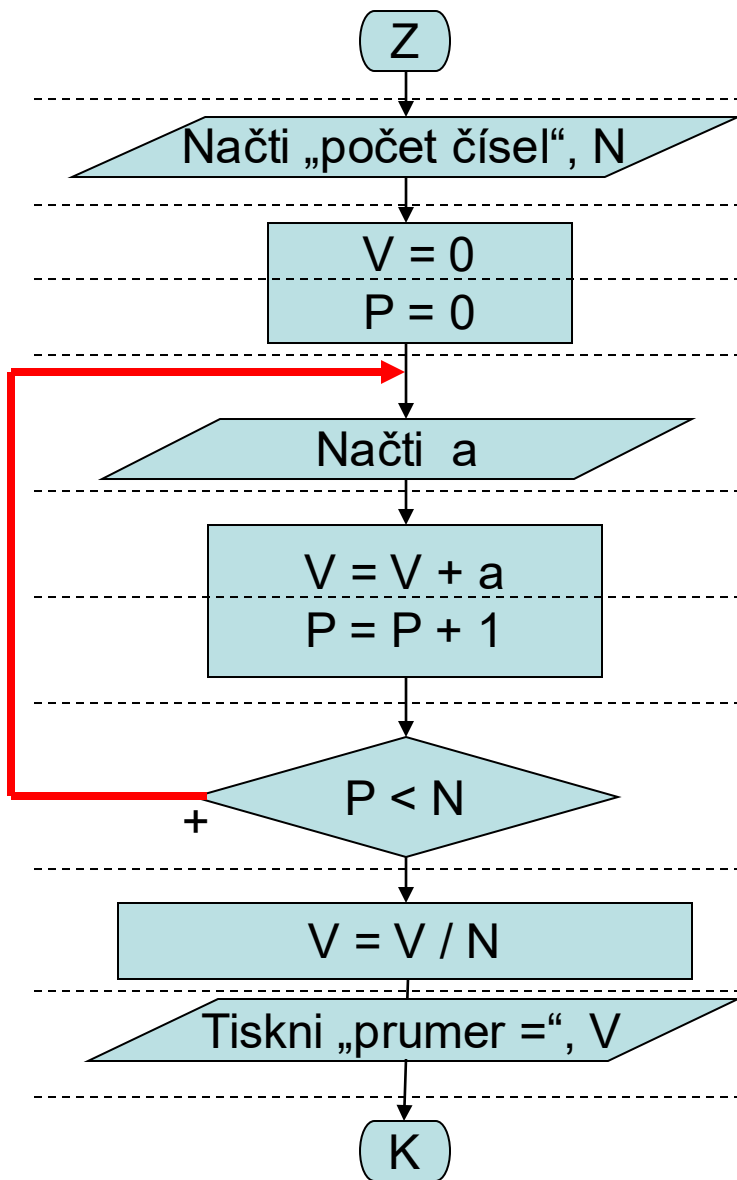 Z
Načti „počet čísel“, N
V = 0
P = 0
Načti  a
V = V + a
P = P + 1
P < N
+
V = V / N
Tiskni „prumer =“, V
K